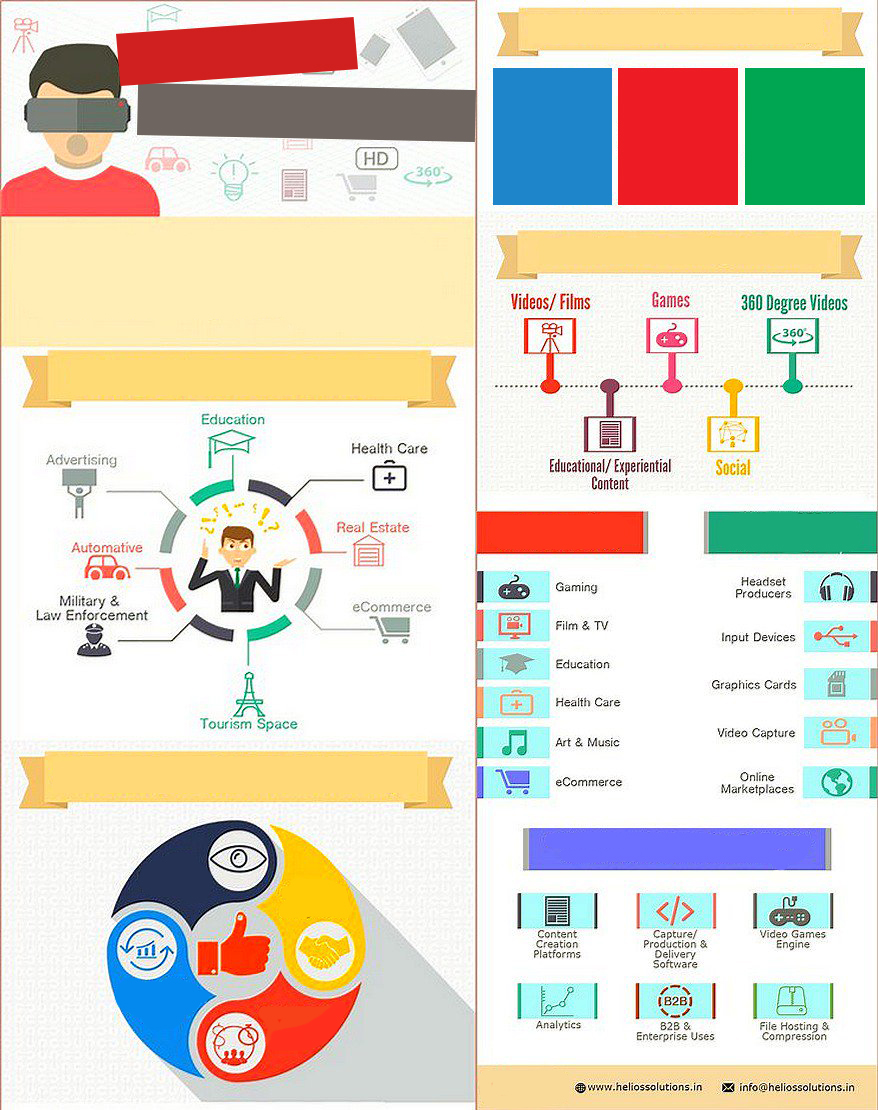 HD
360°
Education
Health Care
Advertising
Real Estate
Automative
eCommerce
Military &
Law Enforcement
Tourism Space
Videos/ Films
Games
360 Degree Videos
360°
Educational/ Experiential
Content
Social
Gaming
Film & TV
Education
Health Care
Art & Music
eCommerce
Headset
Producers
Input Devices
Graphics Cards
Video Capture
Online
Marketplaces
Content
Creation
Platforms
Capture/
Production &
Delivery
Software
Video Games
Engine
Analytics
B2B
B2B &
Enterprise Uses
File Hosting &
Compression
www.heliossolutions.in
info@heliossolutions.in